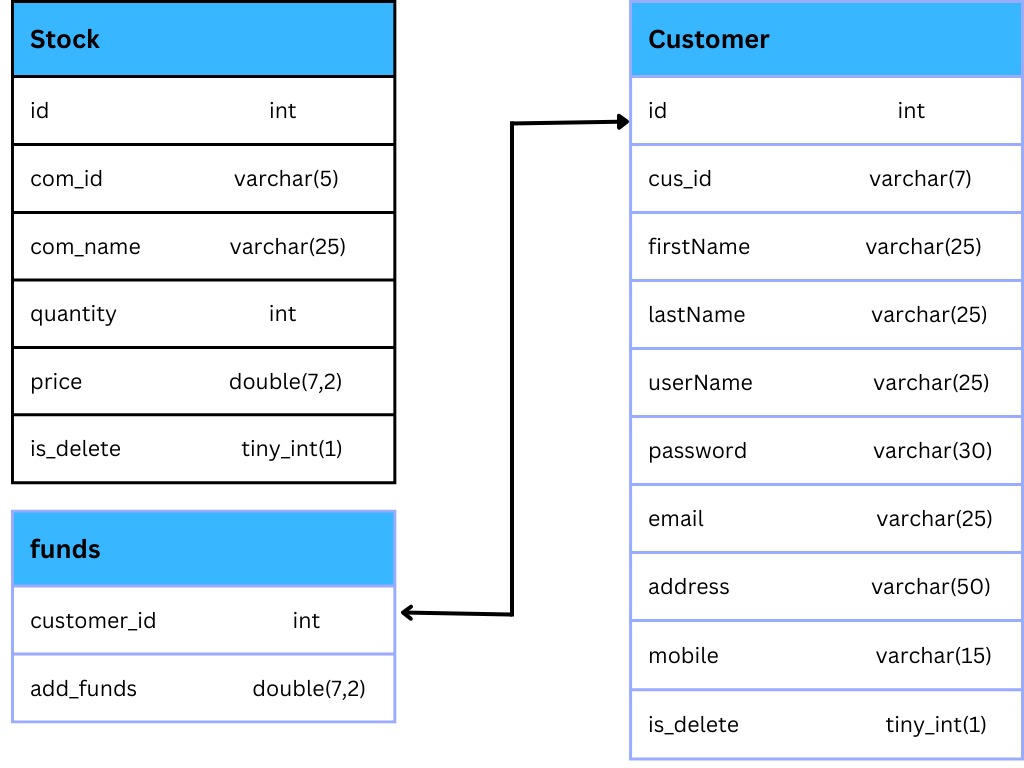 Stock
id int
com_id varchar(5)
com_name varchar(25)
quantity int
price double(7,2)
is_delete tiny_int(1)
funds
customer_id int
add_funds double(7,2)
Customer
id int
cus_id varchar(7)
firstName varchar(25)
lastName varchar(25)
userName varchar(25)
password varchar(30)
email varchar(25)
address varchar(50)
mobile varchar(15)
is_delete tiny_int(1)